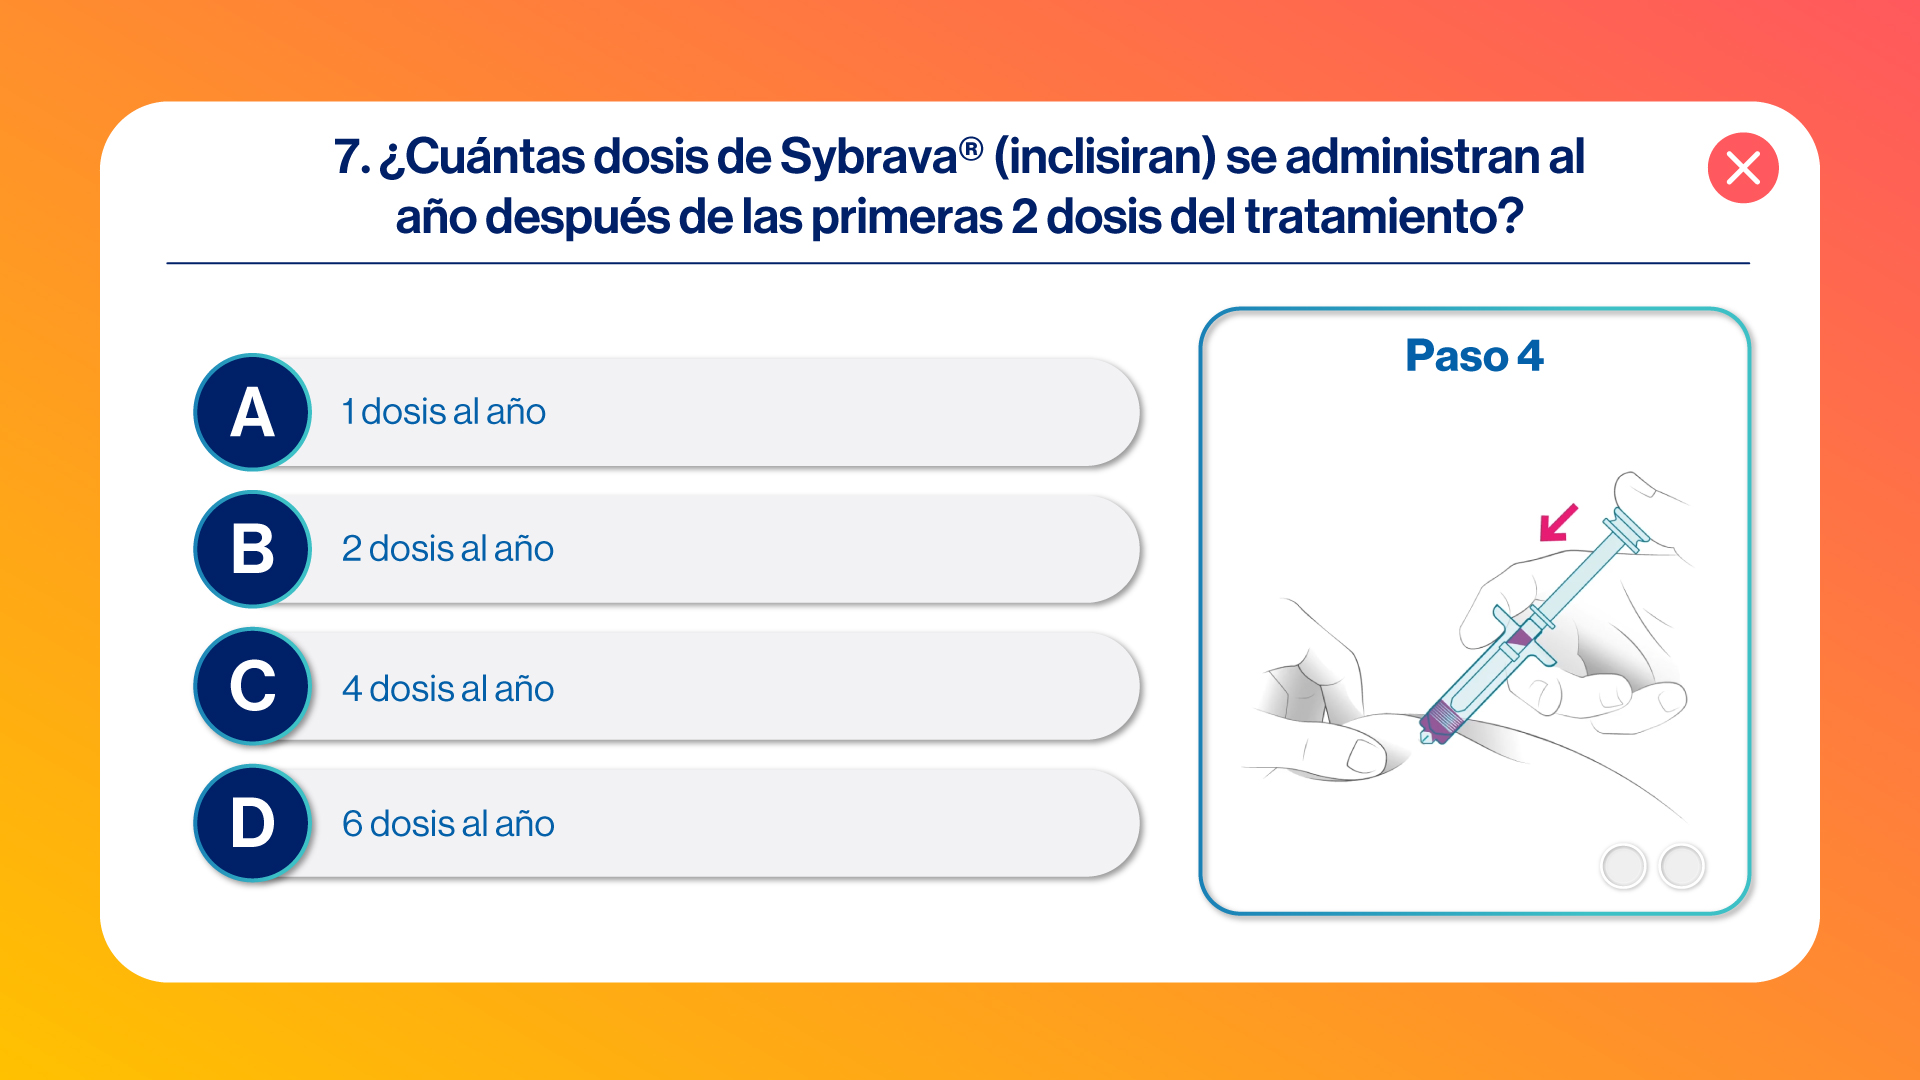 7. ¿Cuántas dosis de Sybrava® (inclisiran) se administran al
año después de las primeras 2 dosis del tratamiento?
A
1 dosis al año
B
2 dosis al año
C
4 dosis al año
D
6 dosis al año
Paso 4